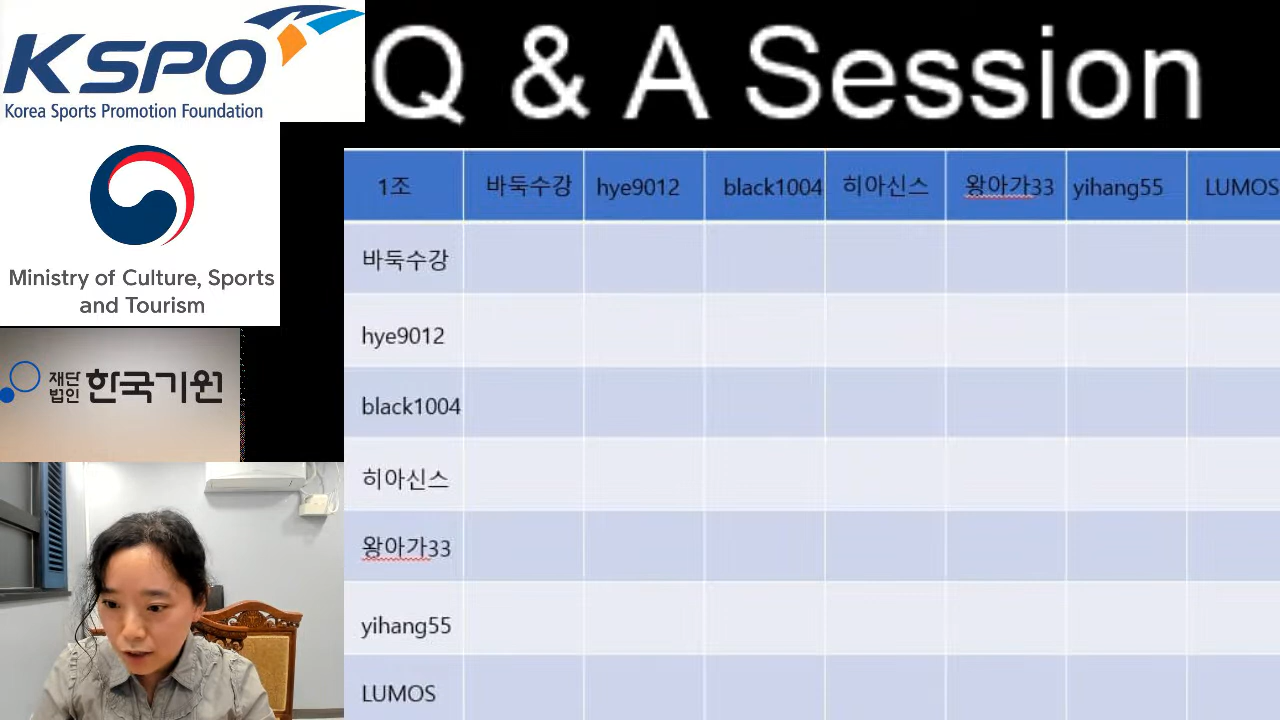 KSPO
Korea Sports Promotion Foundation
Q & A Session
Ministry of Culture, Sports
and Tourism
재단
법인
한국기원
1조 바둑수강 hye9012 black1004 히아신스 왕아가33 yihang55 LUMOS
바둑수강
hye9012
black1004
히아신스
왕아가33
yihang55
LUMOS